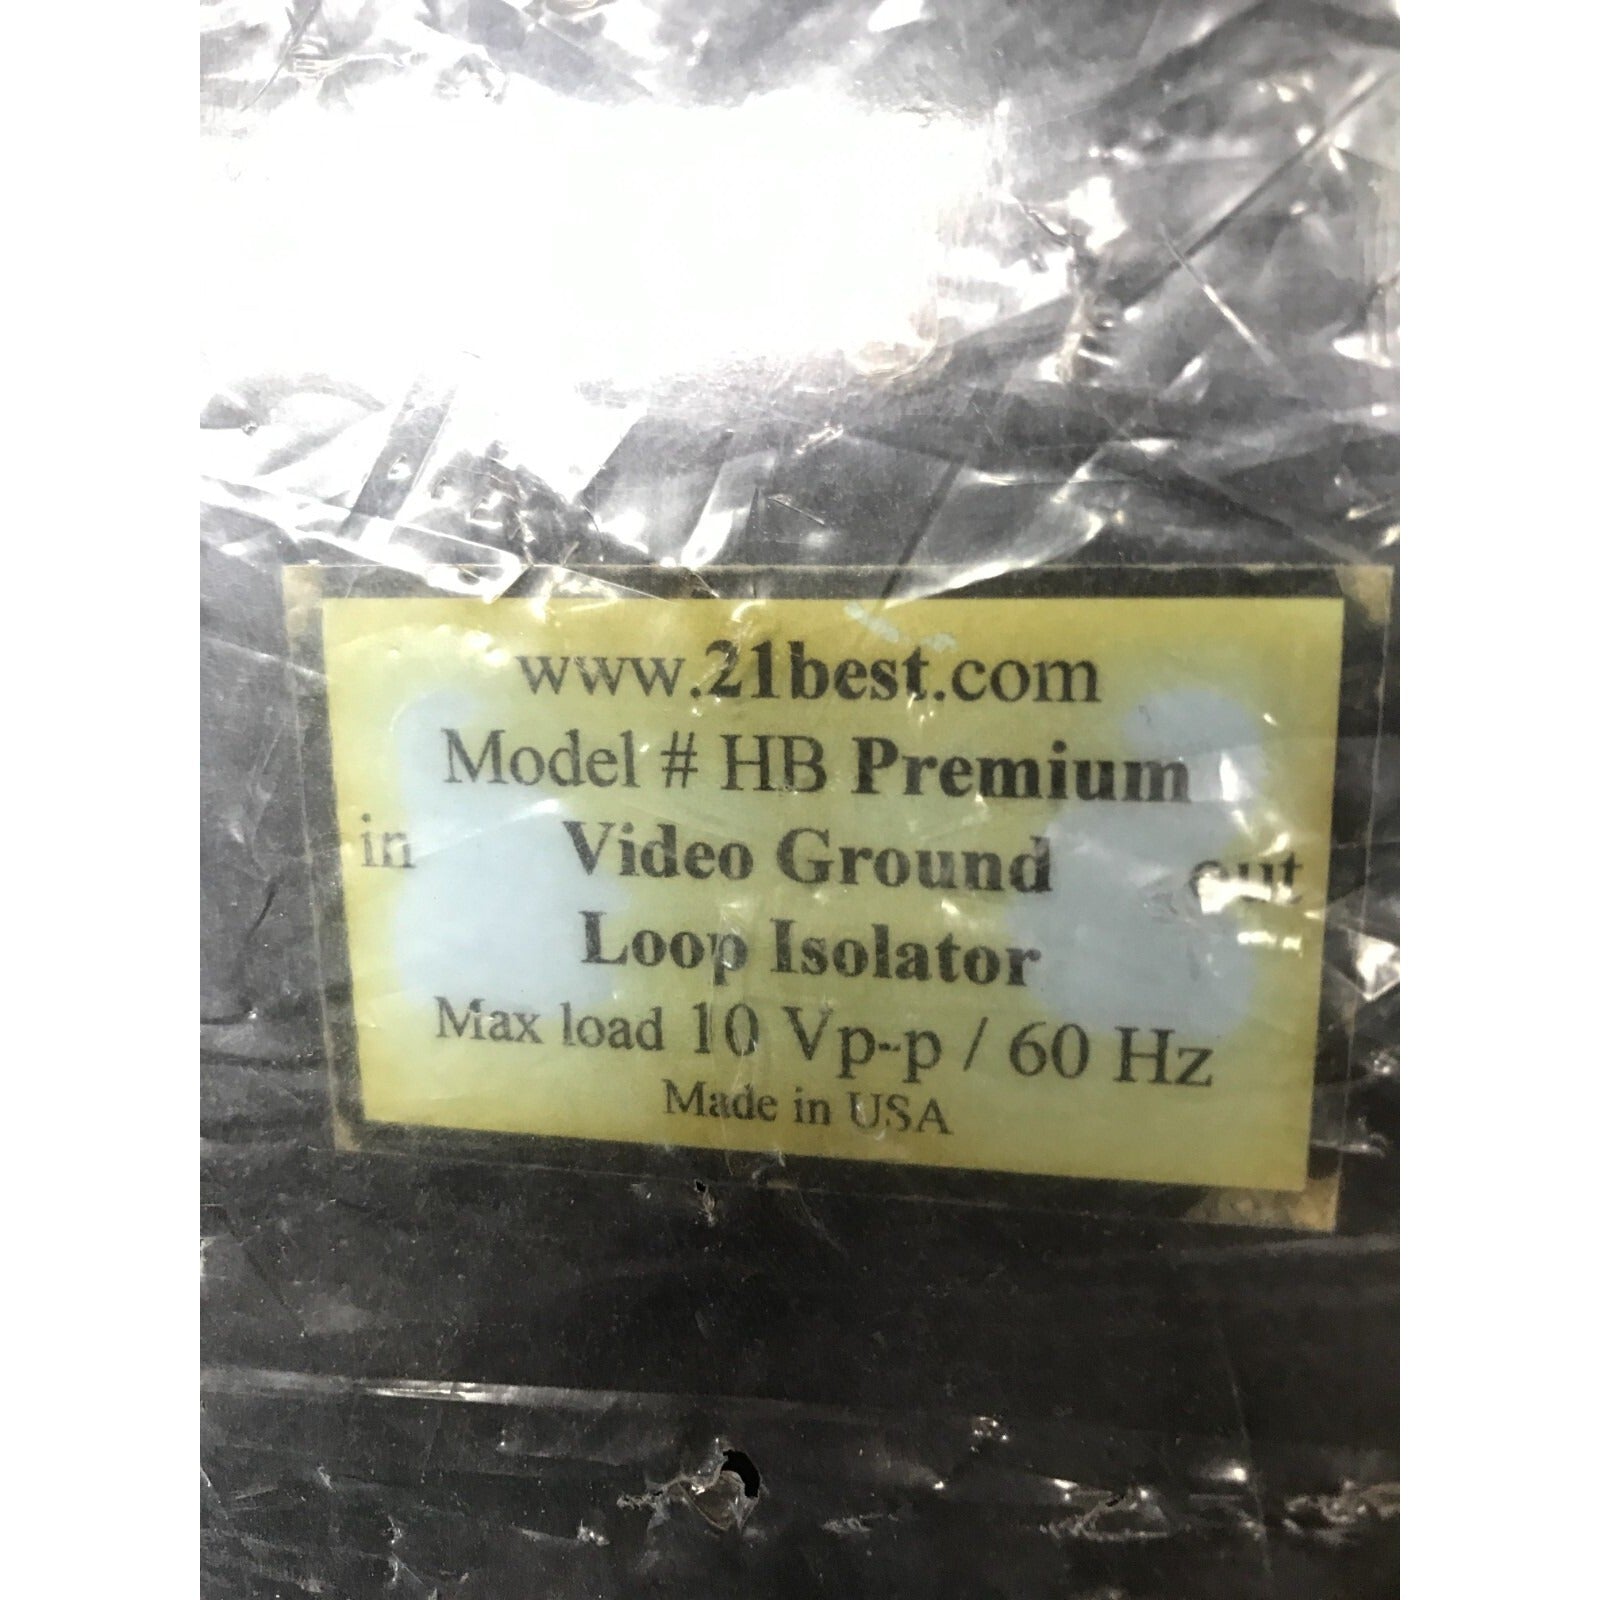 www.21best.com
Model # HB Premium
in Video Ground out
Loop Isolator
Max load 10 Vp-p / 60 Hz
Made in USA